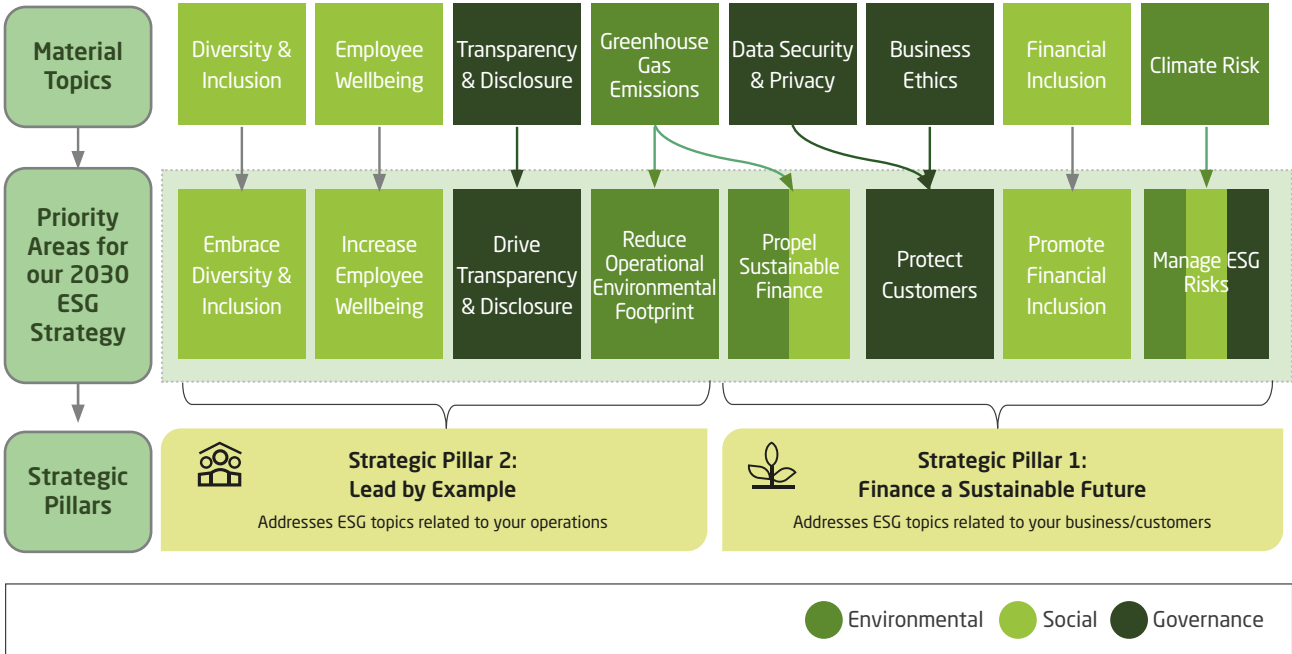 Material
Topics
Diversity &
Inclusion
Employee
Wellbeing
Transparency
& Disclosure
Greenhouse
Gas
Emissions
Data Security
& Privacy
Business
Ethics
Financial
Inclusion
Climate Risk
Priority
Areas for
our 2030
ESG
Strategy
Embrace
Diversity &
Inclusion
Increase
Employee
Wellbeing
Drive
Transparency
& Disclosure
Reduce
Operational
Environmental
Footprint
Propel
Sustainable
Finance
Protect
Customers
Promote
Financial
Inclusion
Manage ESG
Risks
Strategic
Pillars
Strategic Pillar 2:
Lead by Example
Addresses ESG topics related to your operations
Strategic Pillar 1:
Finance a Sustainable Future
Addresses ESG topics related to your business/customers
Environmental
Social
Governance